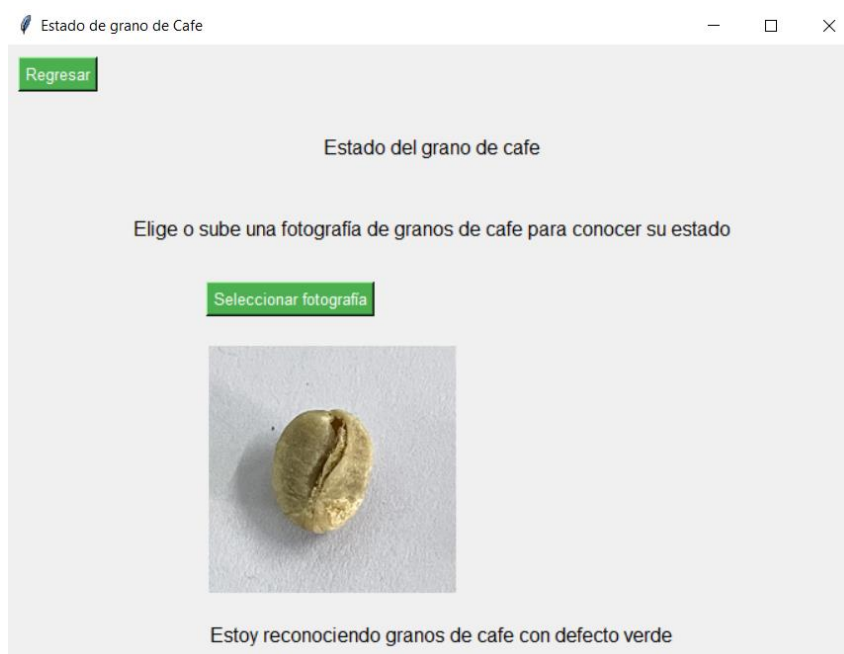 Estado de grano de Cafe
Regresar
Estado del grano de cafe
Elige o sube una fotografía de granos de cafe para conocer su estado
Seleccionar fotografía
Estoy reconociendo granos de cafe con defecto verde